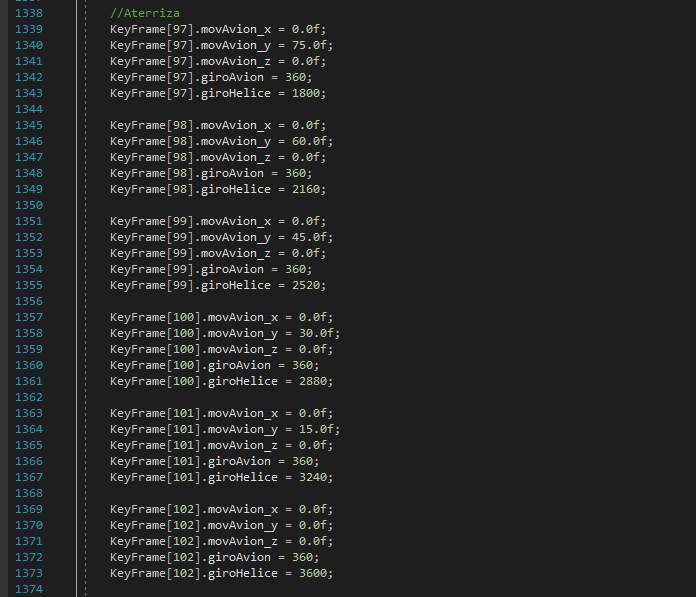 1338 //Aterriza
1339 KeyFrame[97].movAvion_x = 0.0f;
1340 KeyFrame[97].movAvion_y = 75.0f;
1341 KeyFrame[97].movAvion_z = 0.0f;
1342 KeyFrame[97].giroAvion = 360;
1343 KeyFrame[97].giroHelice = 1800;
1344
1345 KeyFrame[98].movAvion_x = 0.0f;
1346 KeyFrame[98].movAvion_y = 60.0f;
1347 KeyFrame[98].movAvion_z = 0.0f;
1348 KeyFrame[98].giroAvion = 360;
1349 KeyFrame[98].giroHelice = 2160;
1350
1351 KeyFrame[99].movAvion_x = 0.0f;
1352 KeyFrame[99].movAvion_y = 45.0f;
1353 KeyFrame[99].movAvion_z = 0.0f;
1354 KeyFrame[99].giroAvion = 360;
1355 KeyFrame[99].giroHelice = 2520;
1356
1357 KeyFrame[100].movAvion_x = 0.0f;
1358 KeyFrame[100].movAvion_y = 30.0f;
1359 KeyFrame[100].movAvion_z = 0.0f;
1360 KeyFrame[100].giroAvion = 360;
1361 KeyFrame[100].giroHelice = 2880;
1362
1363 KeyFrame[101].movAvion_x = 0.0f;
1364 KeyFrame[101].movAvion_y = 15.0f;
1365 KeyFrame[101].movAvion_z = 0.0f;
1366 KeyFrame[101].giroAvion = 360;
1367 KeyFrame[101].giroHelice = 3240;
1368
1369 KeyFrame[102].movAvion_x = 0.0f;
1370 KeyFrame[102].movAvion_y = 0.0f;
1371 KeyFrame[102].movAvion_z = 0.0f;
1372 KeyFrame[102].giroAvion = 360;
1373 KeyFrame[102].giroHelice = 3600;
1374